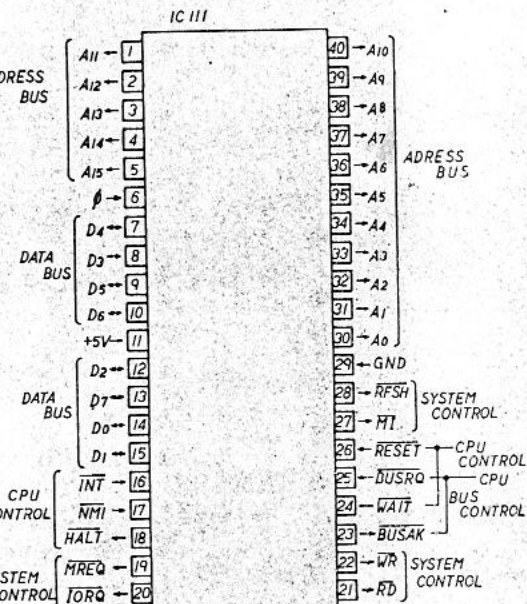 IC 111
A11 1
A12 2
A13 3
A14 4
A15 5
ϕ 6
D4 7
D3 8
D5 9
D6 10
+5V 11
D2 12
D7 13
D0 14
D1 15
INT 16
NMI 17
HALT 18
MREQ 19
IORQ 20
DRESS
BUS
DATA
BUS
DATA
BUS
CPU
ONTROL
STEM
CONTROL
40 A10
39 A9
38 A8
37 A7
36 A6
35 A5
34 A4
33 A3
32 A2
31 A1
30 A0
29 GND
28 RFSH
27 M1
26 RESET
25 DUSRQ
24 WAIT
23 BUSAK
22 WR
21 RD
ADRESS
BUS
SYSTEM
CONTROL
CPU
CONTROL
CPU
BUS
CONTROL
SYSTEM
CONTROL